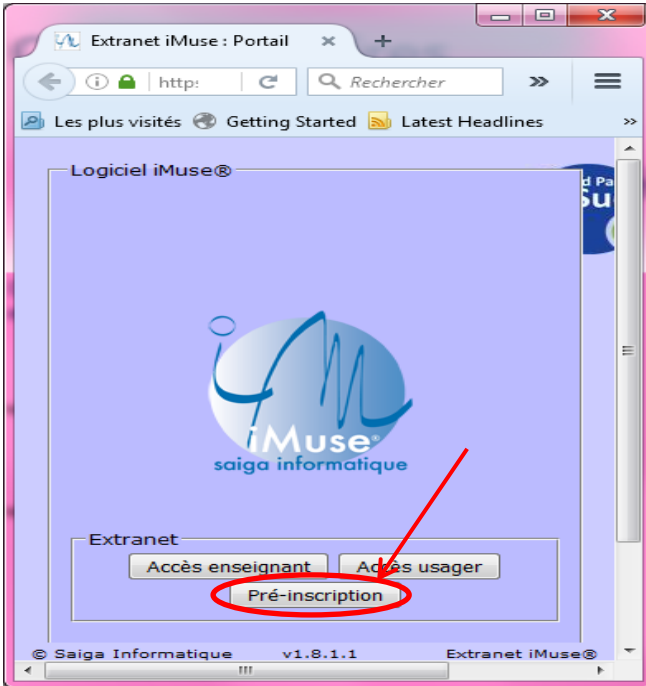 Extranet iMuse : Portail
http:
Rechercher
Les plus visités Getting Started Latest Headlines
Logiciel iMuse®
iMuse®
saiga informatique
Extranet
Accès enseignant Accès usager
Pré-inscription
© Saiga Informatique v1.8.1.1 Extranet iMuse®